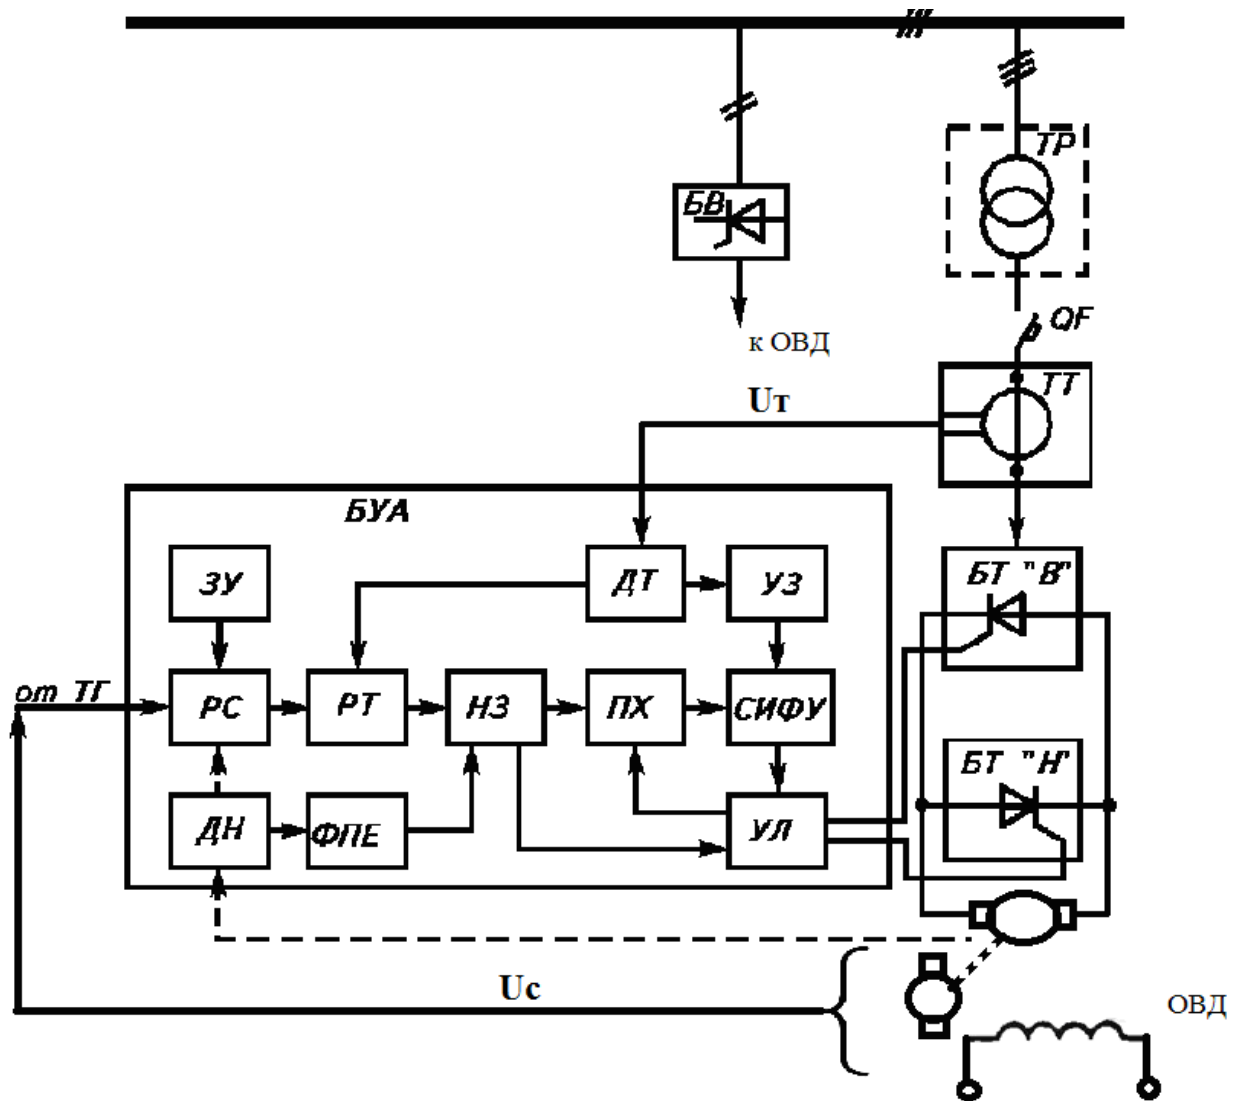 ТР
БВ
QF
к ОВД
ТТ
Uт
БУА
ЗУ
ДТ
УЗ
БТ "В"
от ТГ
РС
РТ
НЗ
ПХ
СИФУ
БТ "Н"
ДН
ФПЕ
УЛ
Uс
ОВД